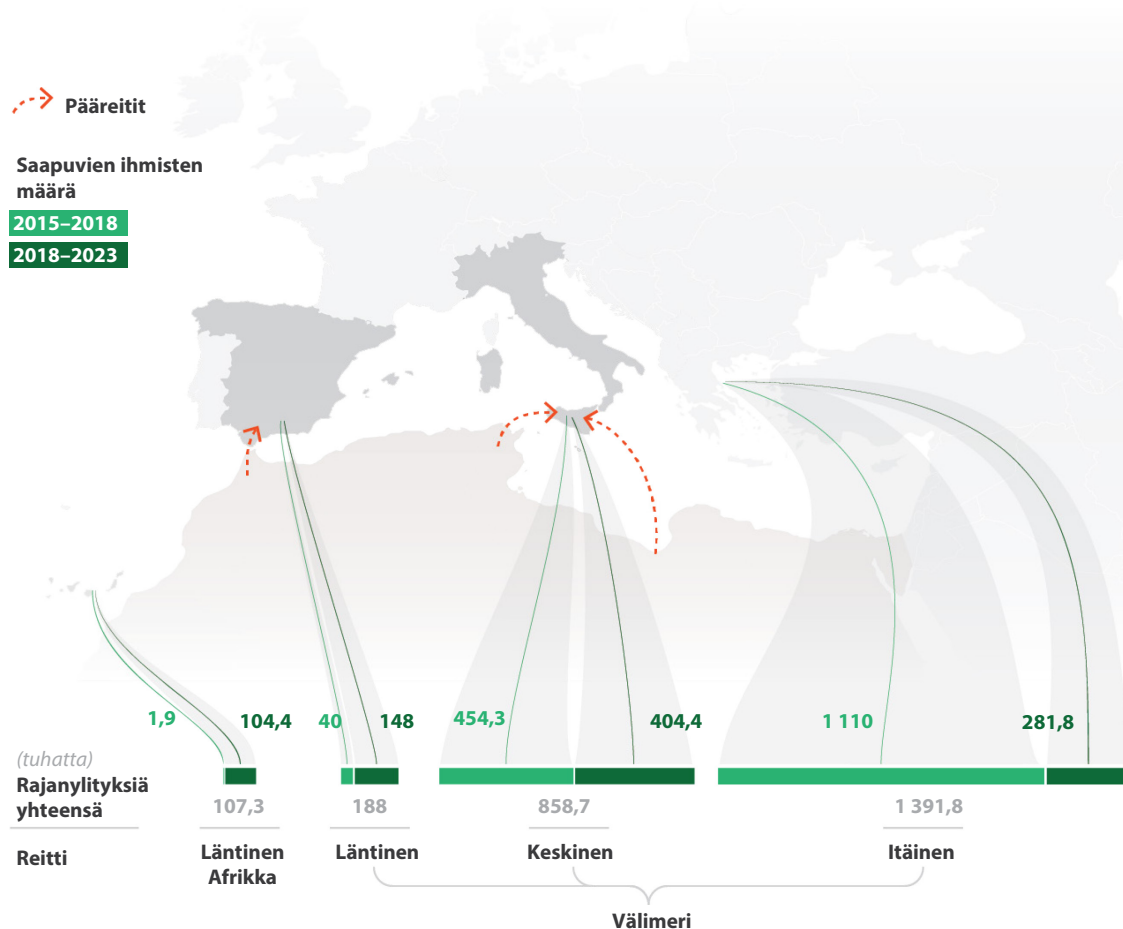 Pääreitit
Saapuvien ihmisten
määrä
2015–2018
2018–2023
1,9
104,4
40
148
454,3
404,4
1 110
281,8
(tuhatta)
Rajanylityksiä
yhteensä
107,3
188
858,7
1 391,8
Reitti
Läntinen
Afrikka
Läntinen
Keskinen
Itäinen
Välimeri